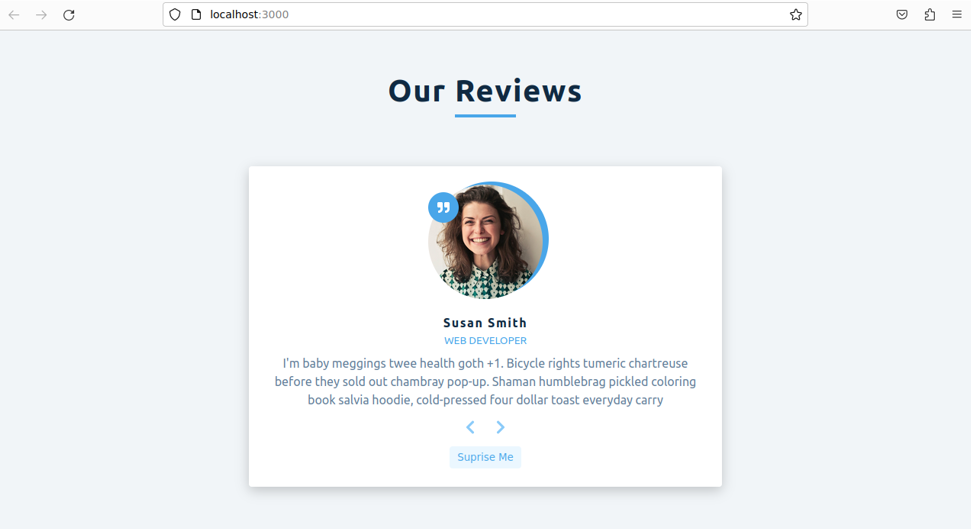 localhost:3000
Our Reviews
Susan Smith
WEB DEVELOPER
I'm baby meggings twee health goth +1. Bicycle rights tumeric chartreuse
before they sold out chambray pop-up. Shaman humblebrag pickled coloring
book salvia hoodie, cold-pressed four dollar toast everyday carry
Suprise Me